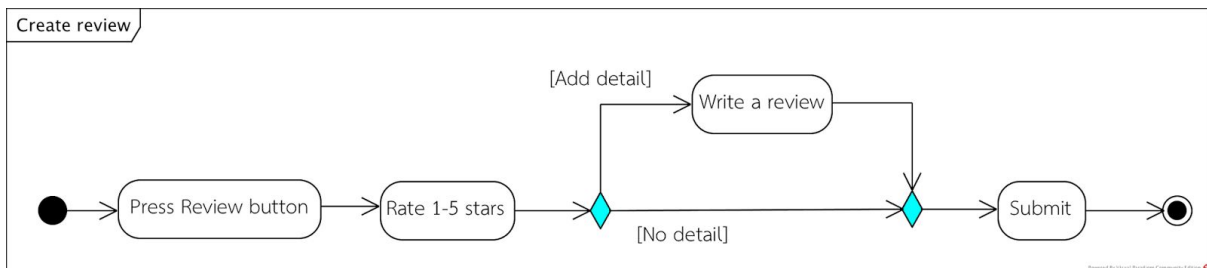 Create review
[Add detail]
Write a review
Press Review button
Rate 1-5 stars
Submit
[No detail]